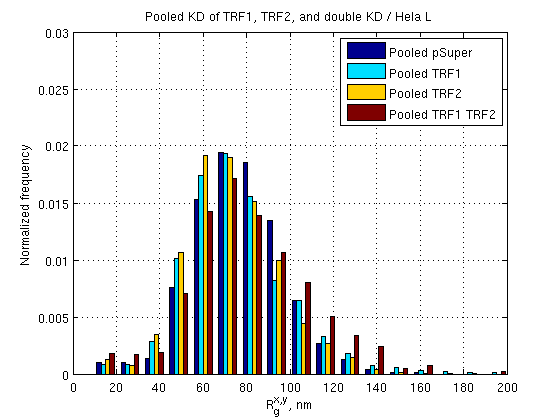 Pooled KD of TRF1, TRF2, and double KD / Hela L
0.03
0.025
0.02
0.015
0.01
0.005
0
Normalized frequency
Pooled pSuper
Pooled TRF1
Pooled TRF2
Pooled TRF1 TRF2
0 20 40 60 80 100 120 140 160 180 200
R_g^{x,y}, nm